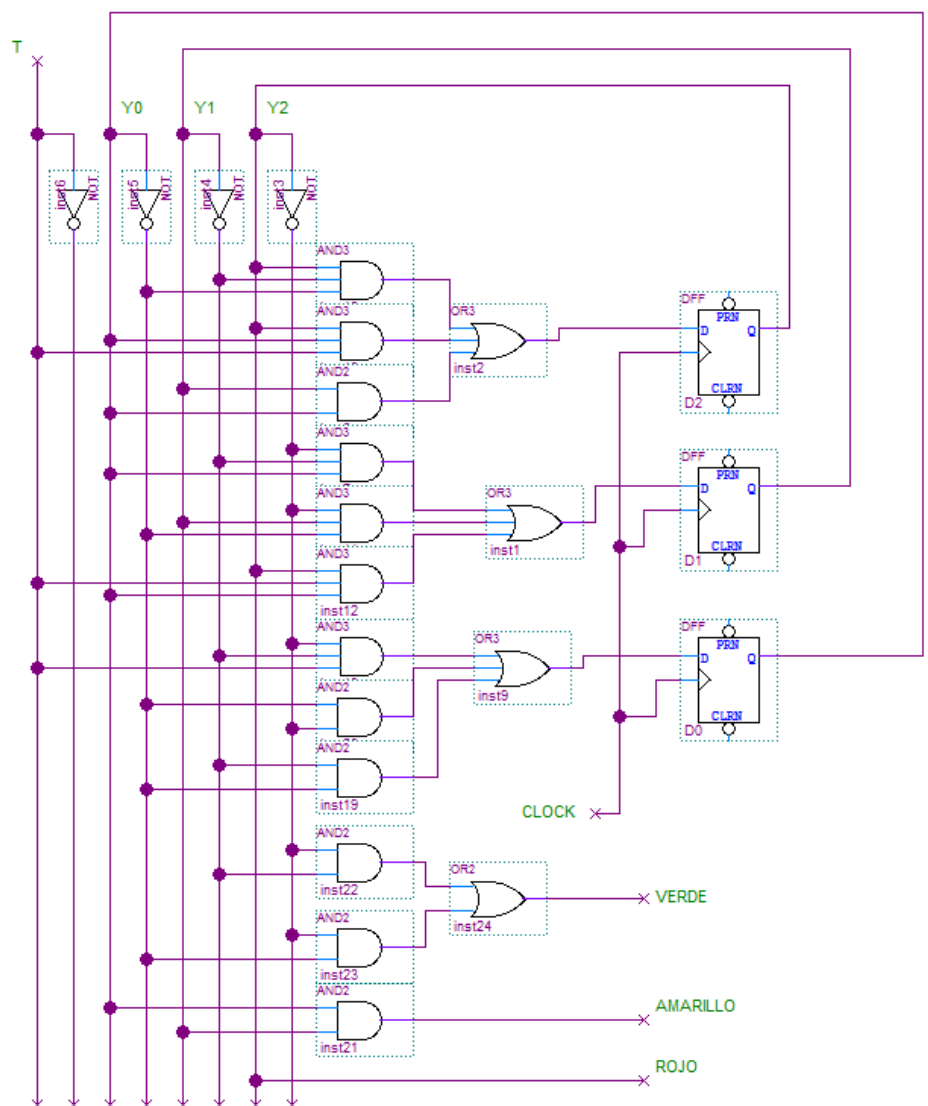 T
Y0
Y1
Y2
inst6
NOT
inst5
NOT
inst4
NOT
inst3
NOT
AND3
AND3
AND2
OR3
inst2
DFF
PRN
D
Q
CLRN
D2
AND3
AND3
AND3
inst12
OR3
inst1
DFF
PRN
D
Q
CLRN
D1
AND3
AND2
AND2
inst19
OR3
inst9
DFF
PRN
D
Q
CLRN
D0
CLOCK
AND2
inst22
AND2
inst23
OR2
inst24
VERDE
AND2
inst21
AMARILLO
ROJO